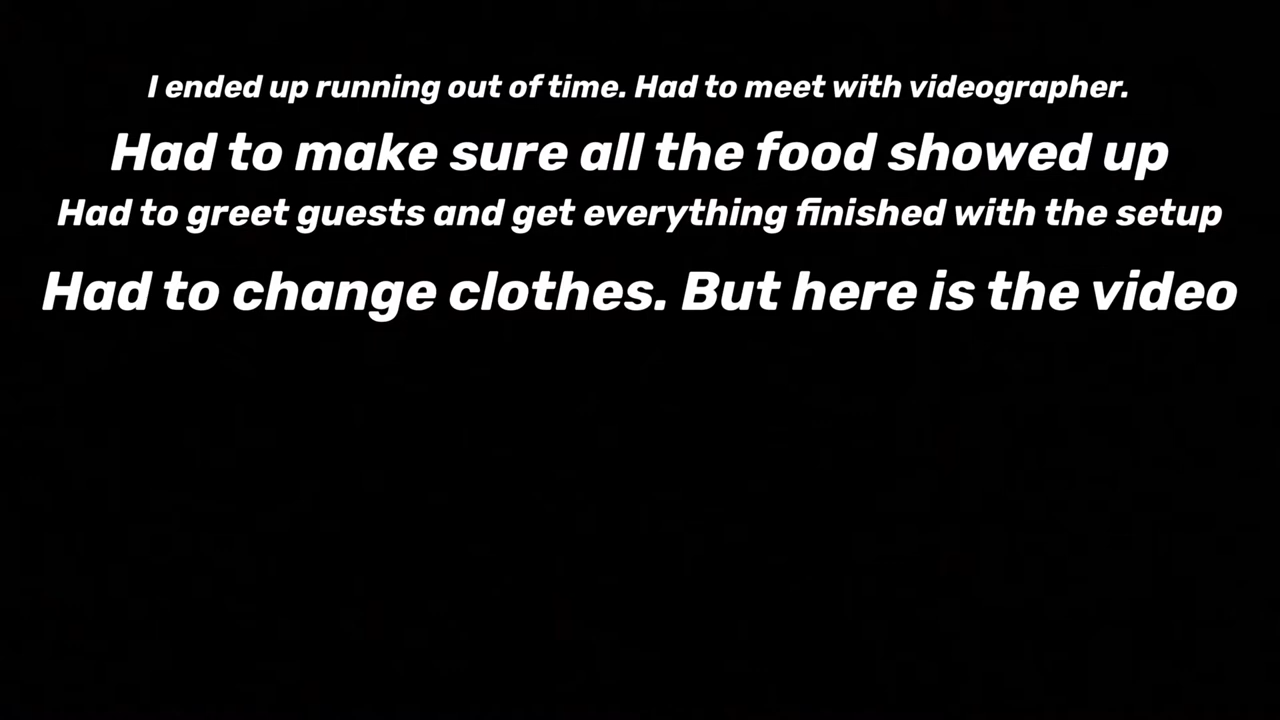 I ended up running out of time. Had to meet with videographer.
Had to make sure all the food showed up
Had to greet guests and get everything finished with the setup
Had to change clothes. But here is the video